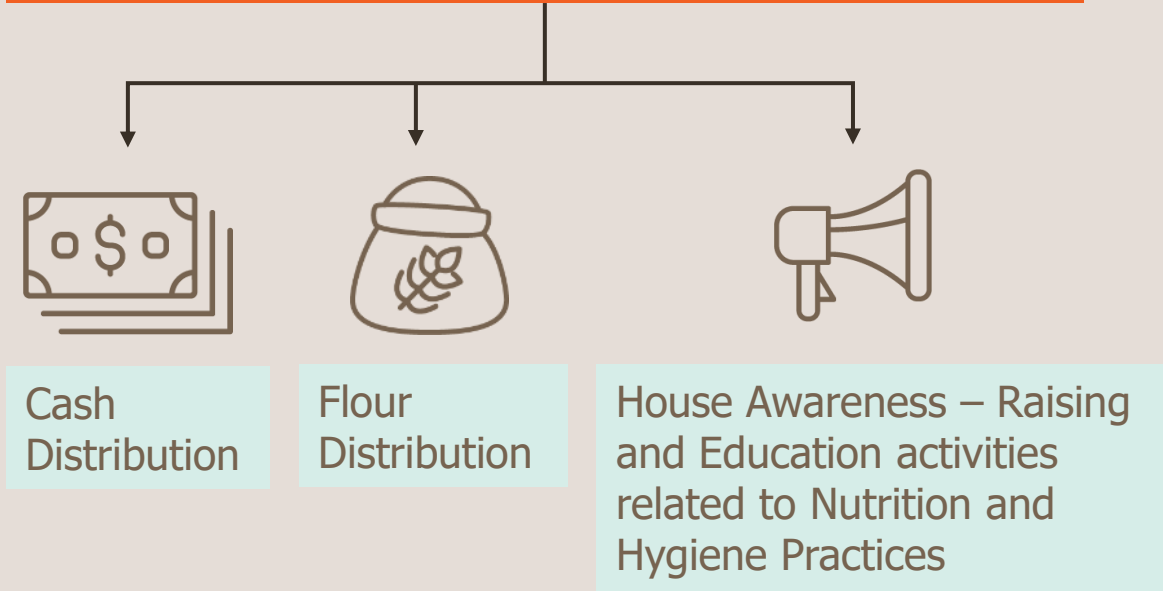 $
Cash
Distribution
Flour
Distribution
House Awareness – Raising
and Education activities
related to Nutrition and
Hygiene Practices